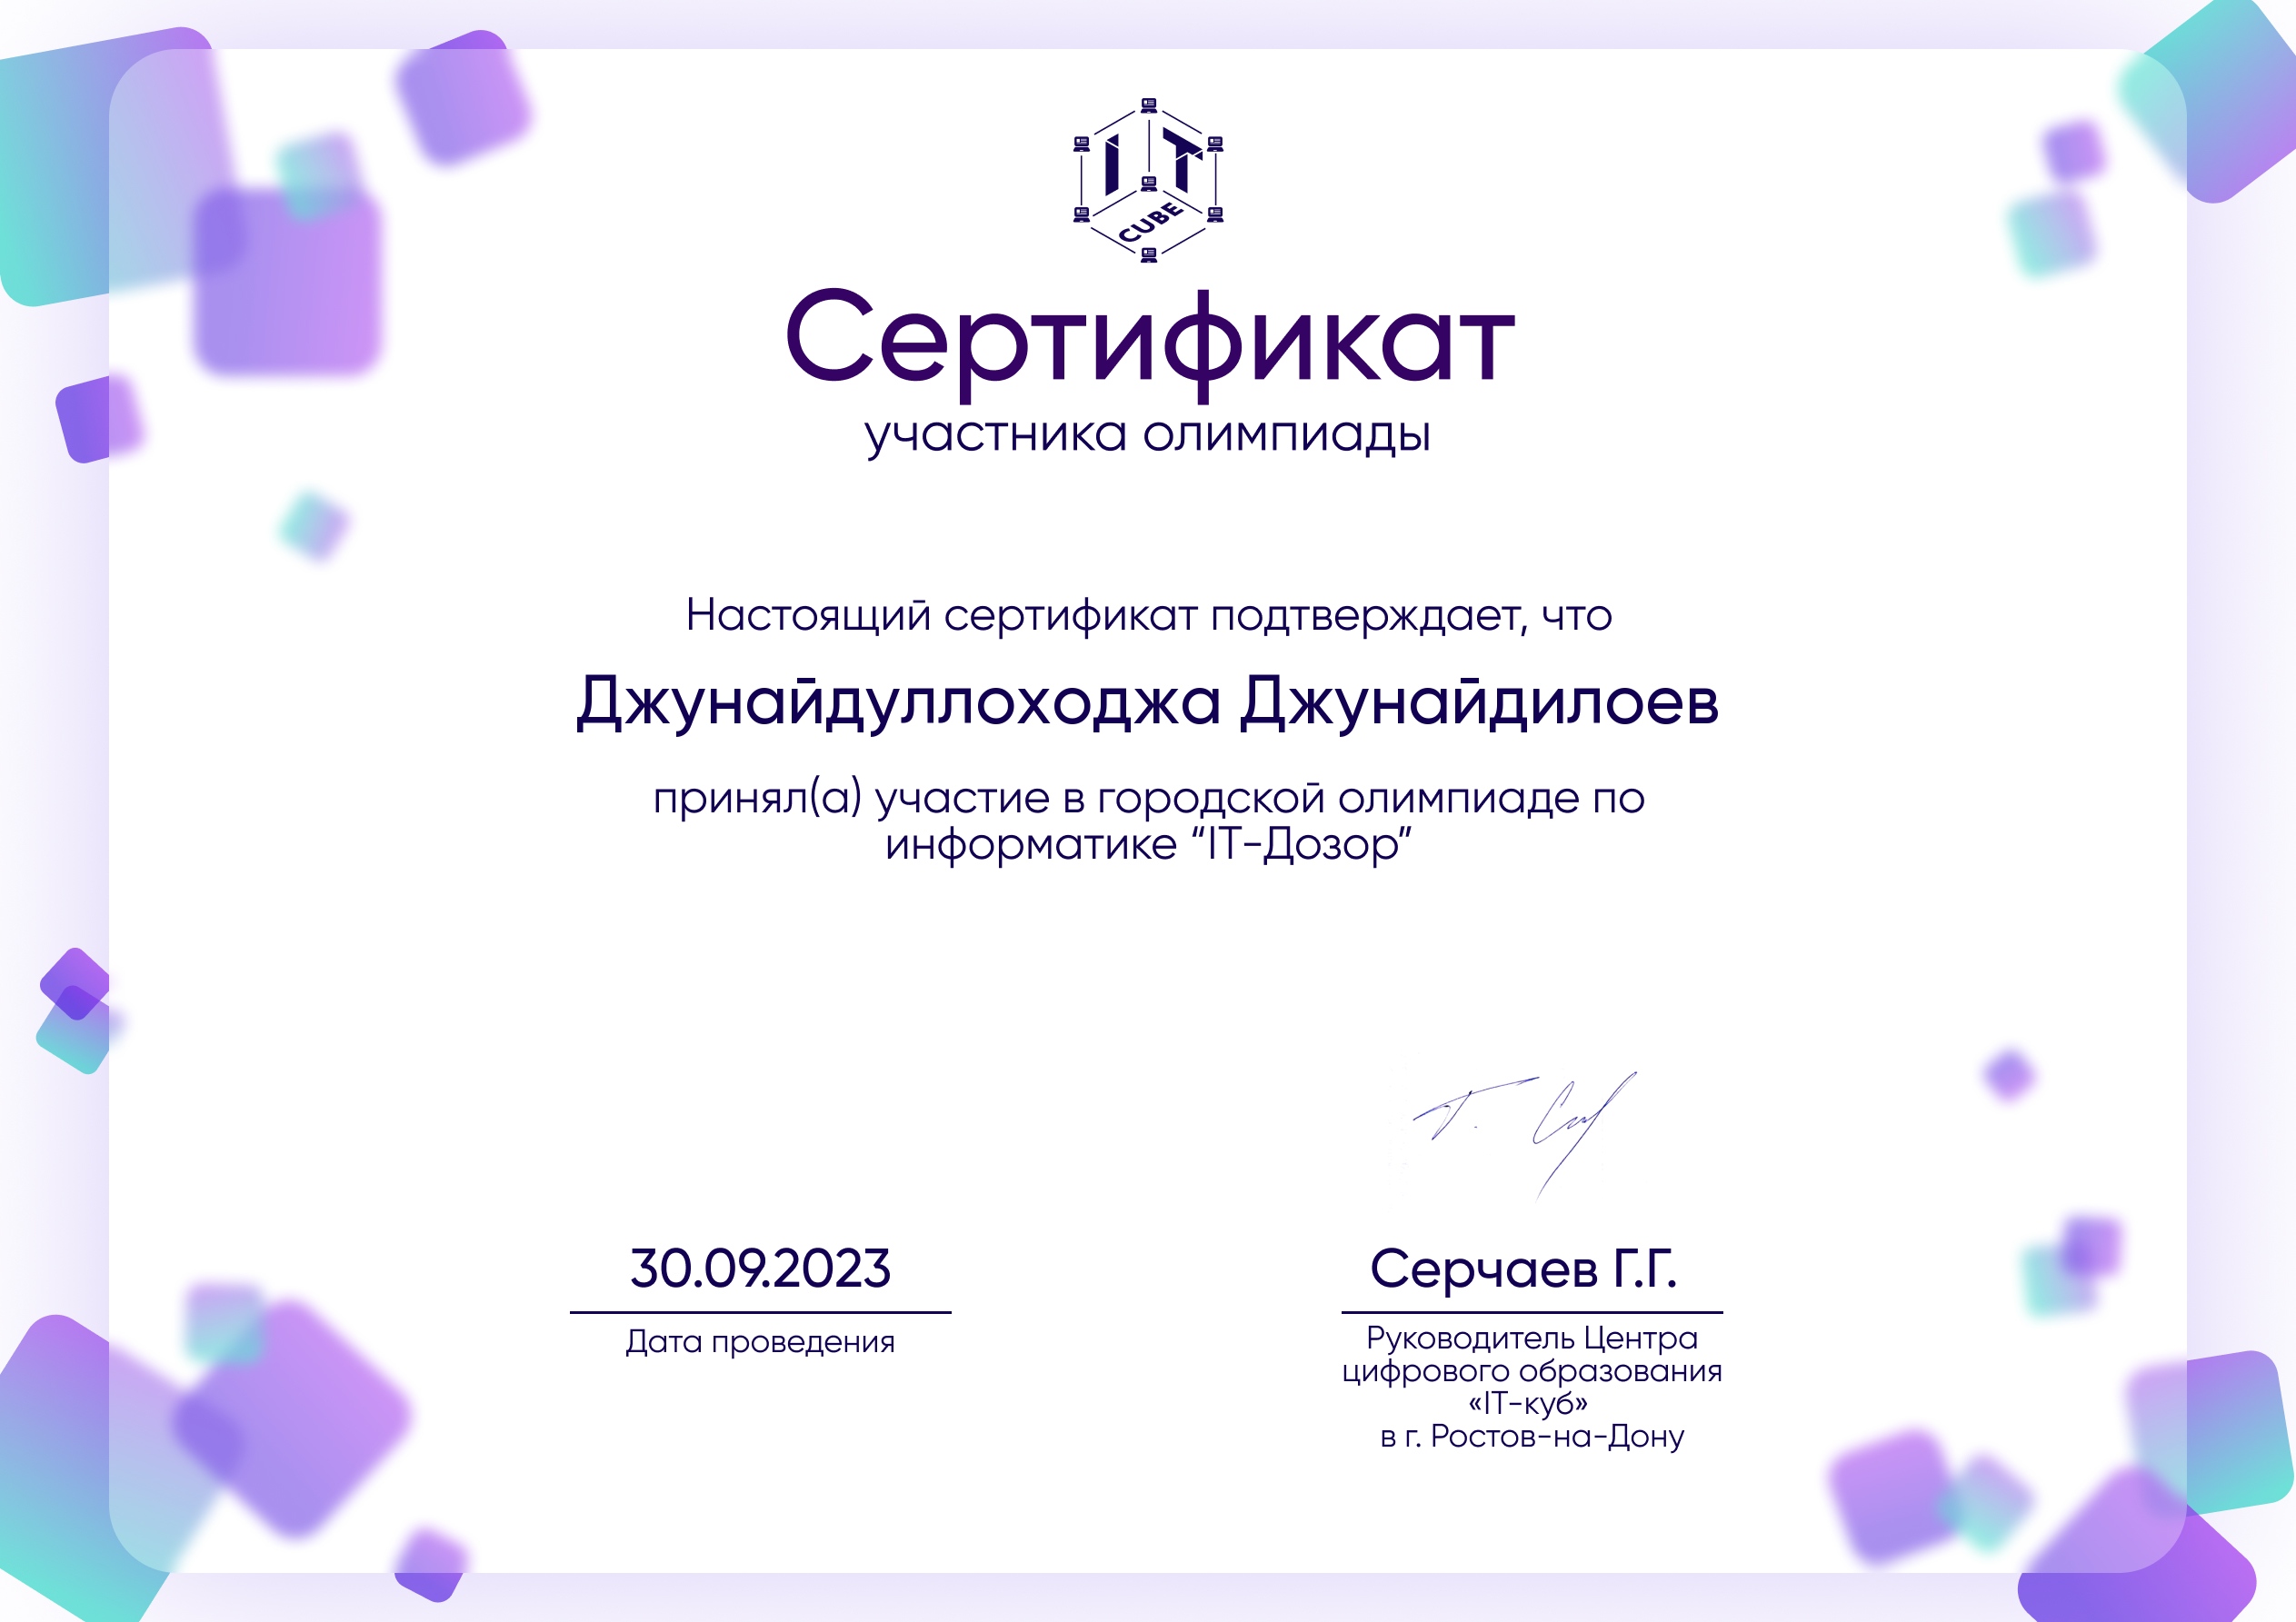 IT
CUBE
Сертификат
участника олимпиады
Настоящий сертификат подтверждает, что
Джунайдуллоходжа Джунайдилоев
принял(а) участие в городской олимпиаде по
информатике “IT-Дозор”
30.09.2023
Дата проведения
Серчаев Г.Г.
Руководитель Центра
цифрового образования
«IT-куб»
в г. Ростов-на-Дону